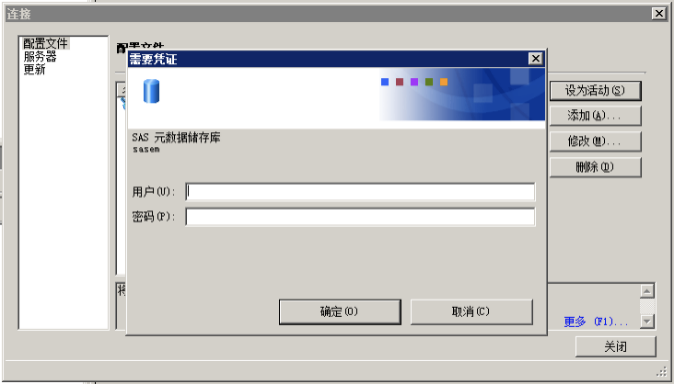 连接
配置文件
服务器
更新
配置文件
需要凭证
SAS 元数据储存库
sasem
用户(U):
密码(P):
确定(O)
取消(C)
设为活动(S)
添加(A)...
修改(M)...
删除(D)
将
更多 (F1)...
关闭